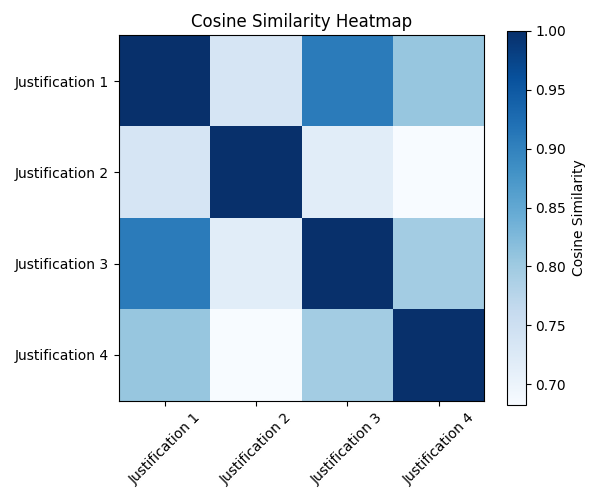 Cosine Similarity Heatmap
Justification 1
Justification 2
Justification 3
Justification 4
Justification 1
Justification 2
Justification 3
Justification 4
1.00
0.95
0.90
0.85
0.80
0.75
0.70
Cosine Similarity